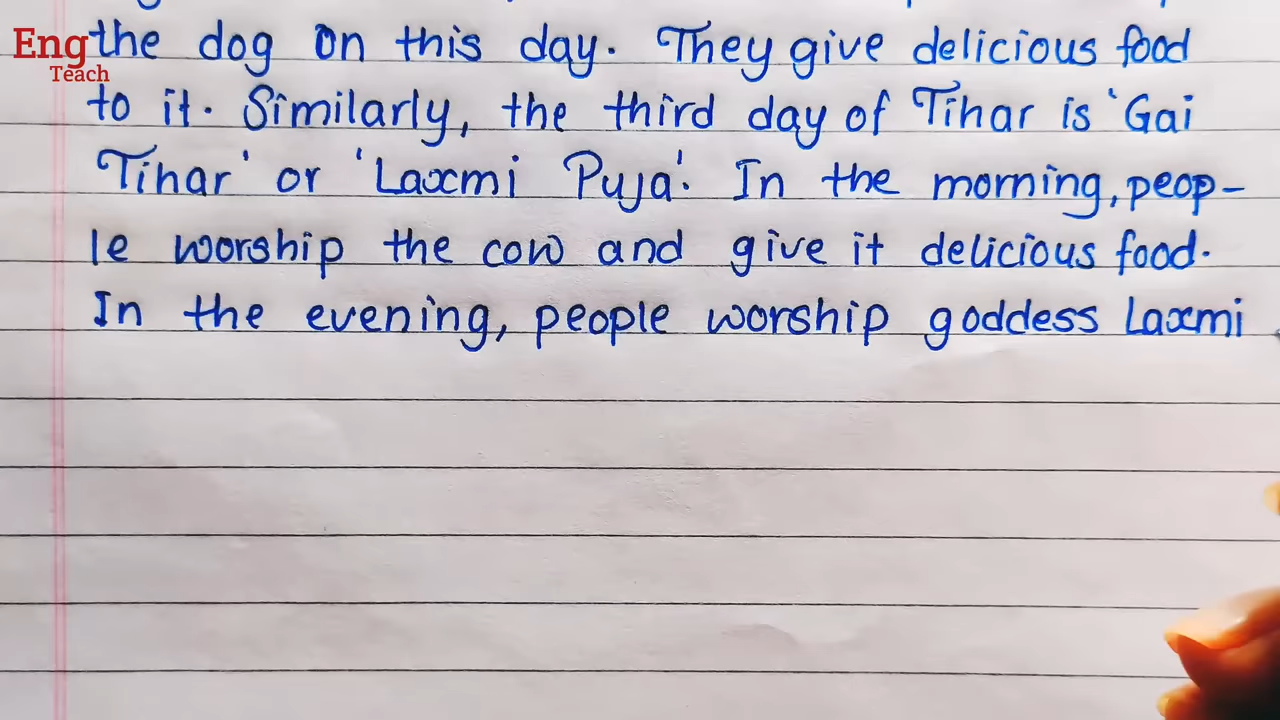 Eng
Teach
the dog on this day. They give delicious food
to it. Similarly, the third day of Tihar is 'Gai
Tihar' or 'Laxmi Puja'. In the morning, peop-
le worship the cow and give it delicious food.
In the evening, people worship goddess Laxmi